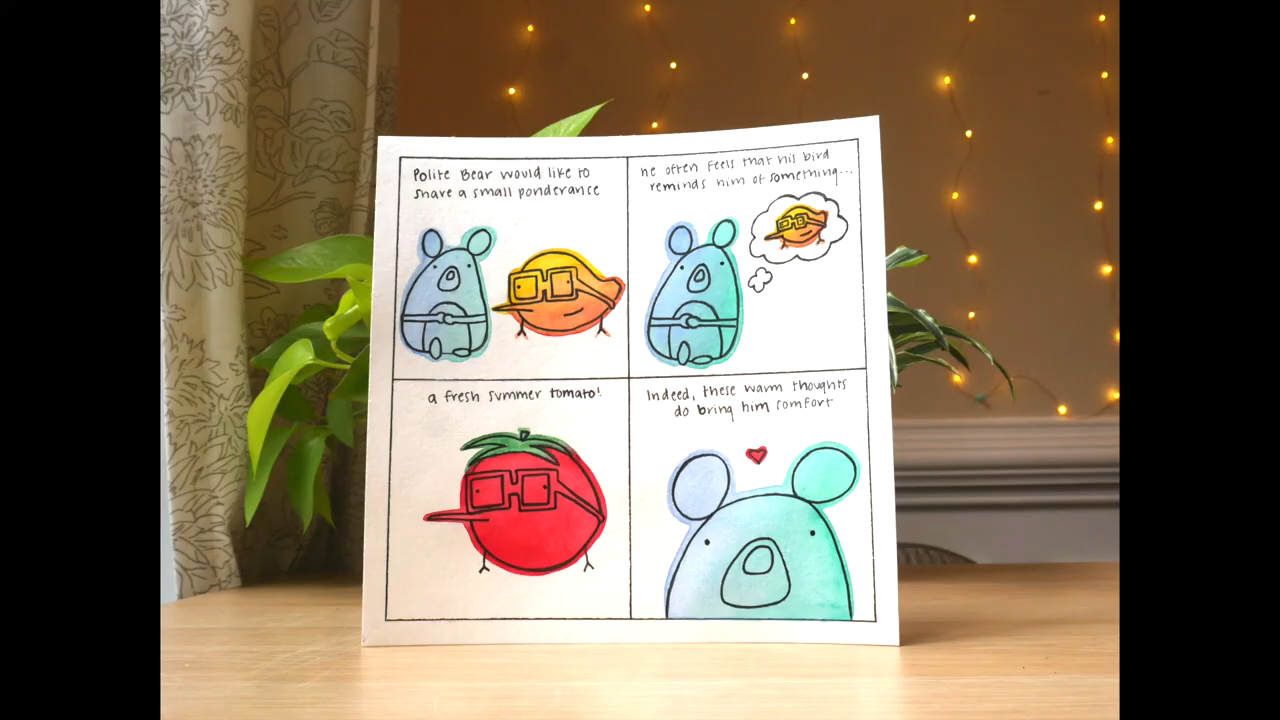 Polite Bear would like to
share a small ponderance
he often feels that his bird
reminds him of something...
a fresh summer tomato!
Indeed, these warm thoughts
do bring him comfort